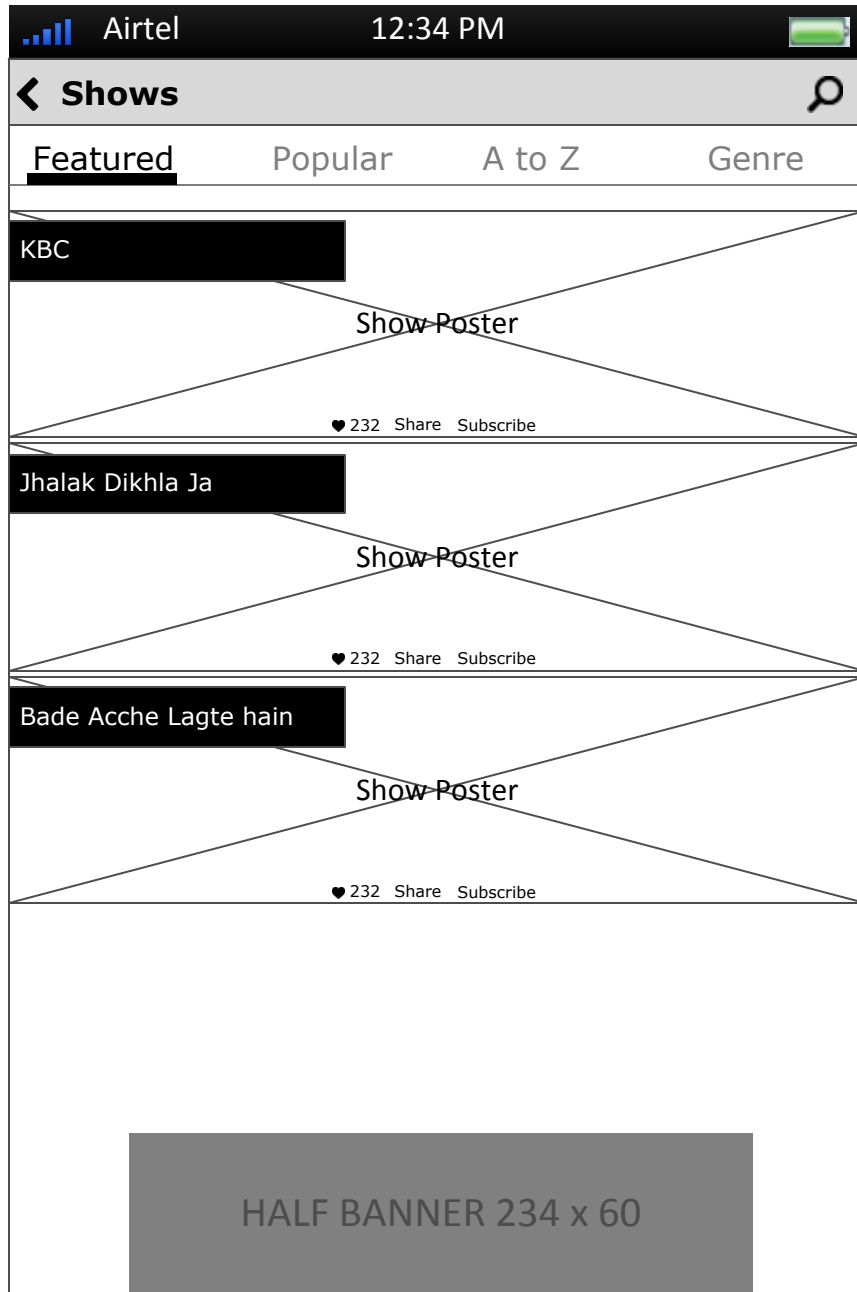 Airtel 12:34 PM
Shows
Featured Popular A to Z Genre
KBC
Show Poster
232 Share Subscribe
Jhalak Dikhla Ja
Show Poster
232 Share Subscribe
Bade Acche Lagte hain
Show Poster
232 Share Subscribe
HALF BANNER 234 x 60